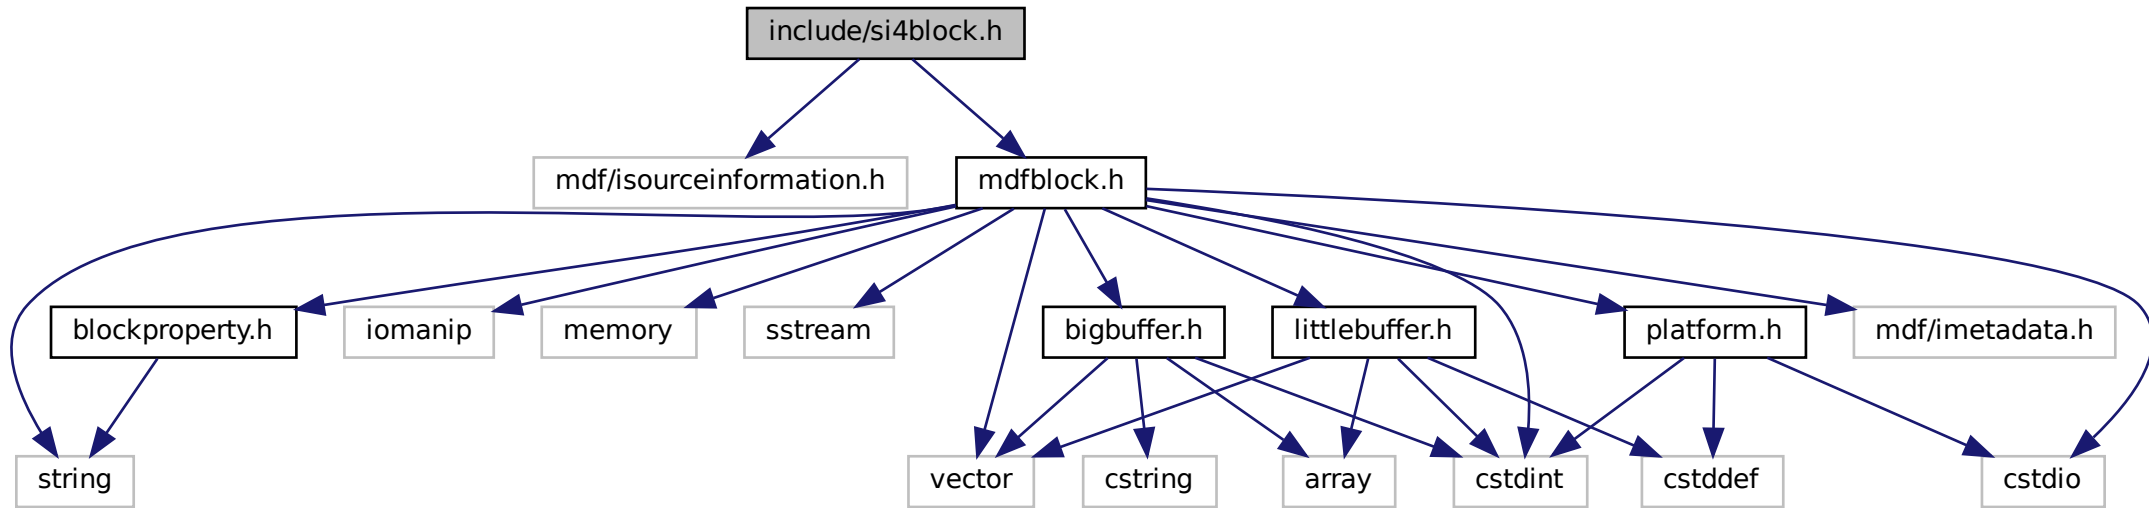 include/si4block.h
mdf/isourceinformation.h
mdfblock.h
blockproperty.h
iomanip
memory
sstream
bigbuffer.h
littlebuffer.h
platform.h
mdf/imetadata.h
string
vector
cstring
array
cstdint
cstddef
cstdio